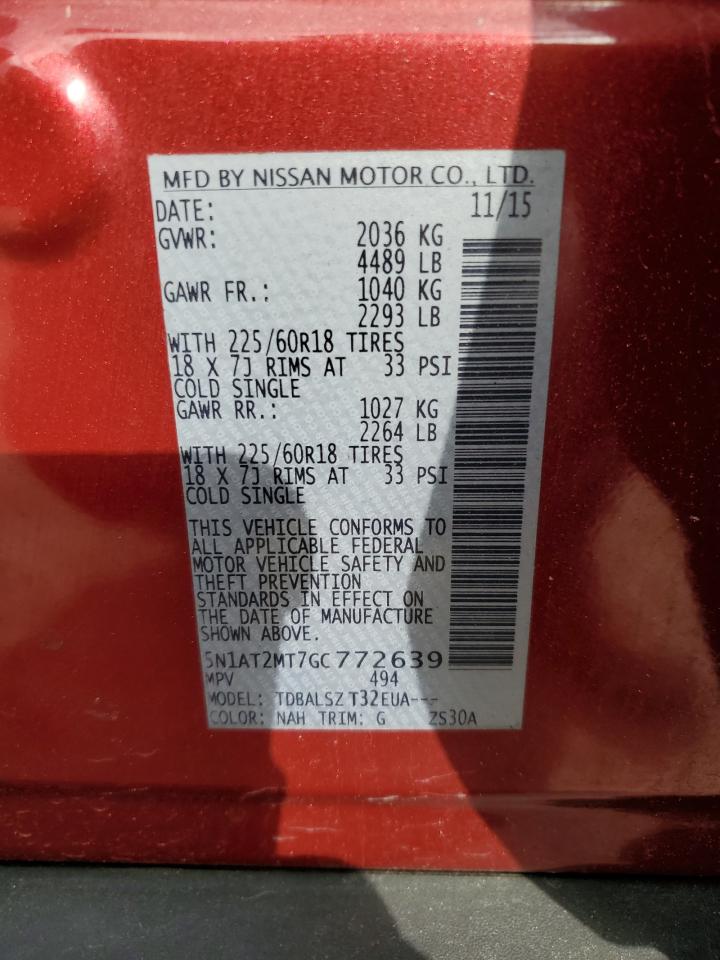 MFD BY NISSAN MOTOR CO., LTD.
DATE: 11/15
GVWR: 2036 KG
4489 LB
GAWR FR.: 1040 KG
2293 LB
WITH 225/60R18 TIRES
18 X 7J RIMS AT 33 PSI
COLD SINGLE
GAWR RR.: 1027 KG
2264 LB
WITH 225/60R18 TIRES
18 X 7J RIMS AT 33 PSI
COLD SINGLE
THIS VEHICLE CONFORMS TO
ALL APPLICABLE FEDERAL
MOTOR VEHICLE SAFETY AND
THEFT PREVENTION
STANDARDS IN EFFECT ON
THE DATE OF MANUFACTURE
SHOWN ABOVE.
5N1AT2MT7GC772639
MPV 494
MODEL: TDBALSZ T32EUA---
COLOR: NAH TRIM: G ZS30A